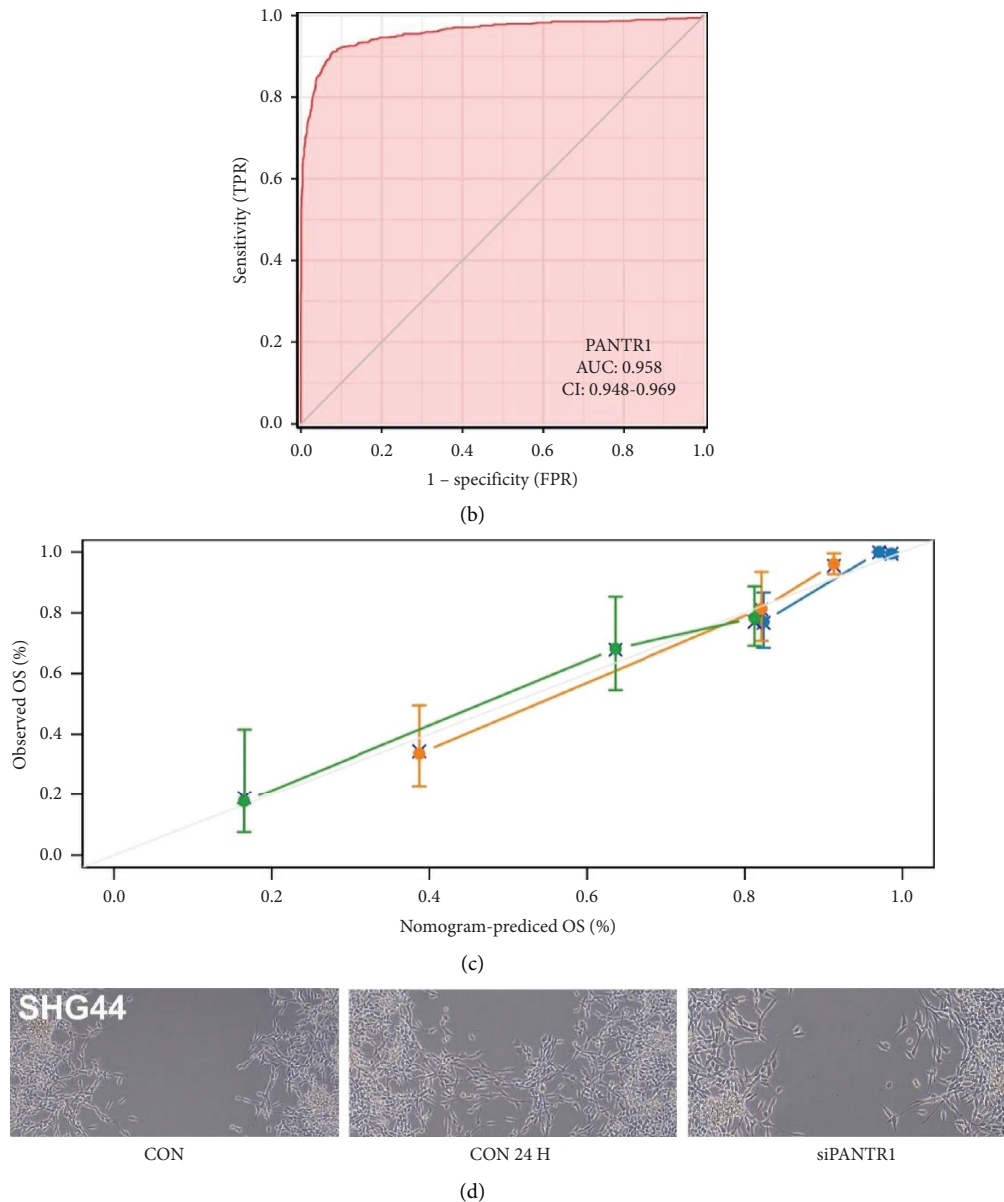 1.0
0.8
0.6
0.4
0.2
0.0
Sensitivity (TPR)
PANTR1
AUC: 0.958
CI: 0.948-0.969
0.0 0.2 0.4 0.6 0.8 1.0
1 – specificity (FPR)
(b)
1.0
0.8
0.6
0.4
0.2
0.0
Observed OS (%)
0.0 0.2 0.4 0.6 0.8 1.0
Nomogram-prediced OS (%)
(c)
SHG44
CON CON 24 H siPANTR1
(d)